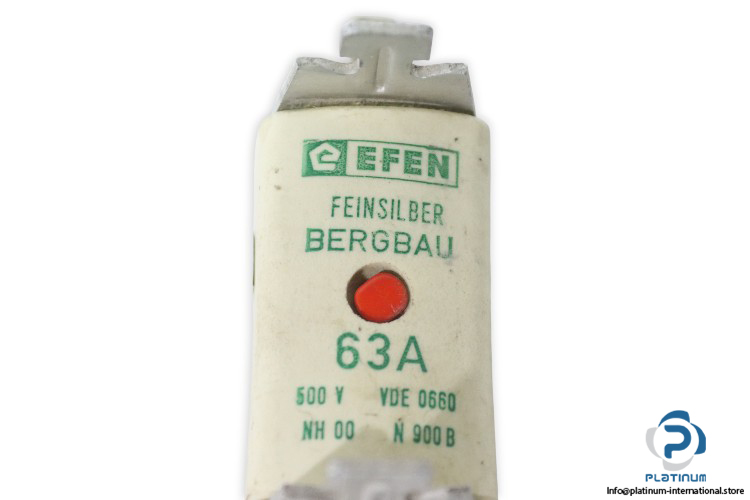 EFEN
FEINSILBER
BERGBAU
63A
500 V VDE 0660
NH 00 N 900 B
PLATINUM
Info@platinum-international.store